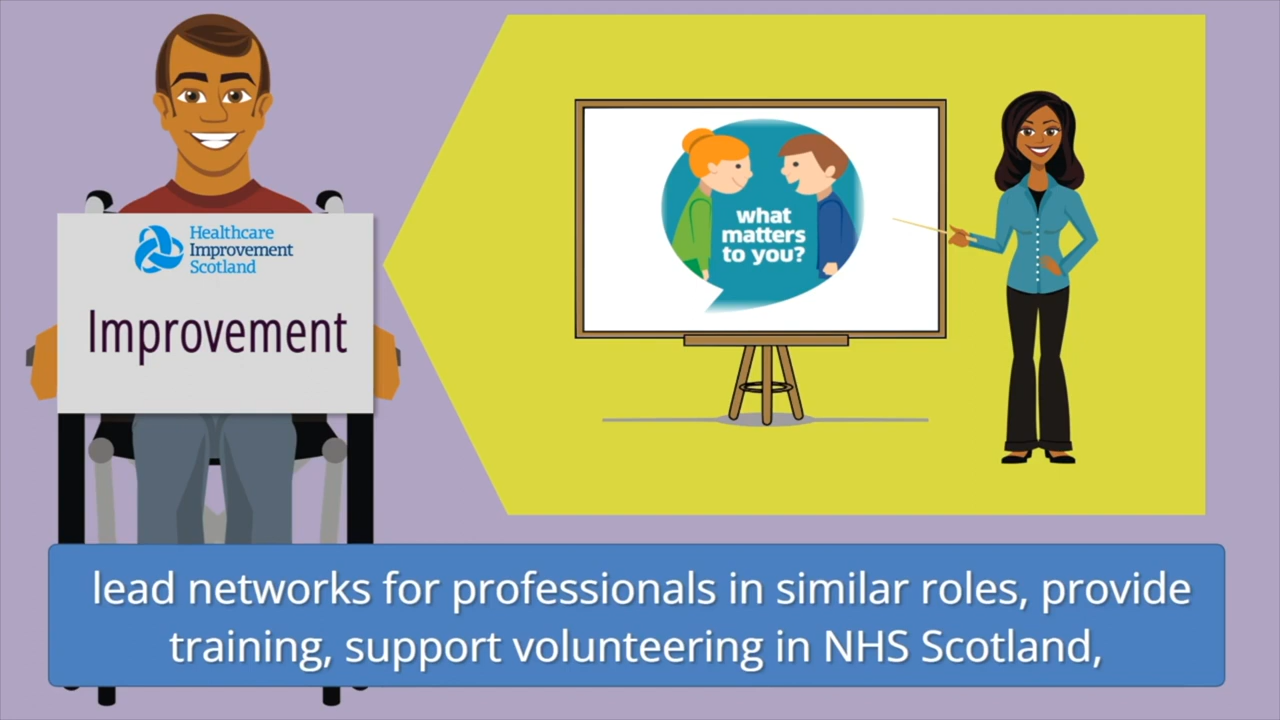 Healthcare
Improvement
Scotland
Improvement
what
matters
to you?
lead networks for professionals in similar roles, provide
training, support volunteering in NHS Scotland,